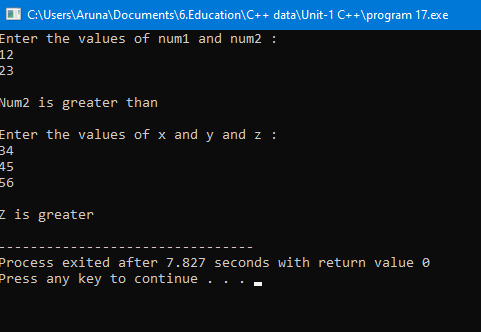 C:\Users\Aruna\Documents\6.Education\C++ data\Unit-1 C++\program 17.exe
Enter the values of num1 and num2 :
12
23
Num2 is greater than
Enter the values of x and y and z :
34
45
56
Z is greater
--------------------------------
Process exited after 7.827 seconds with return value 0
Press any key to continue . . .